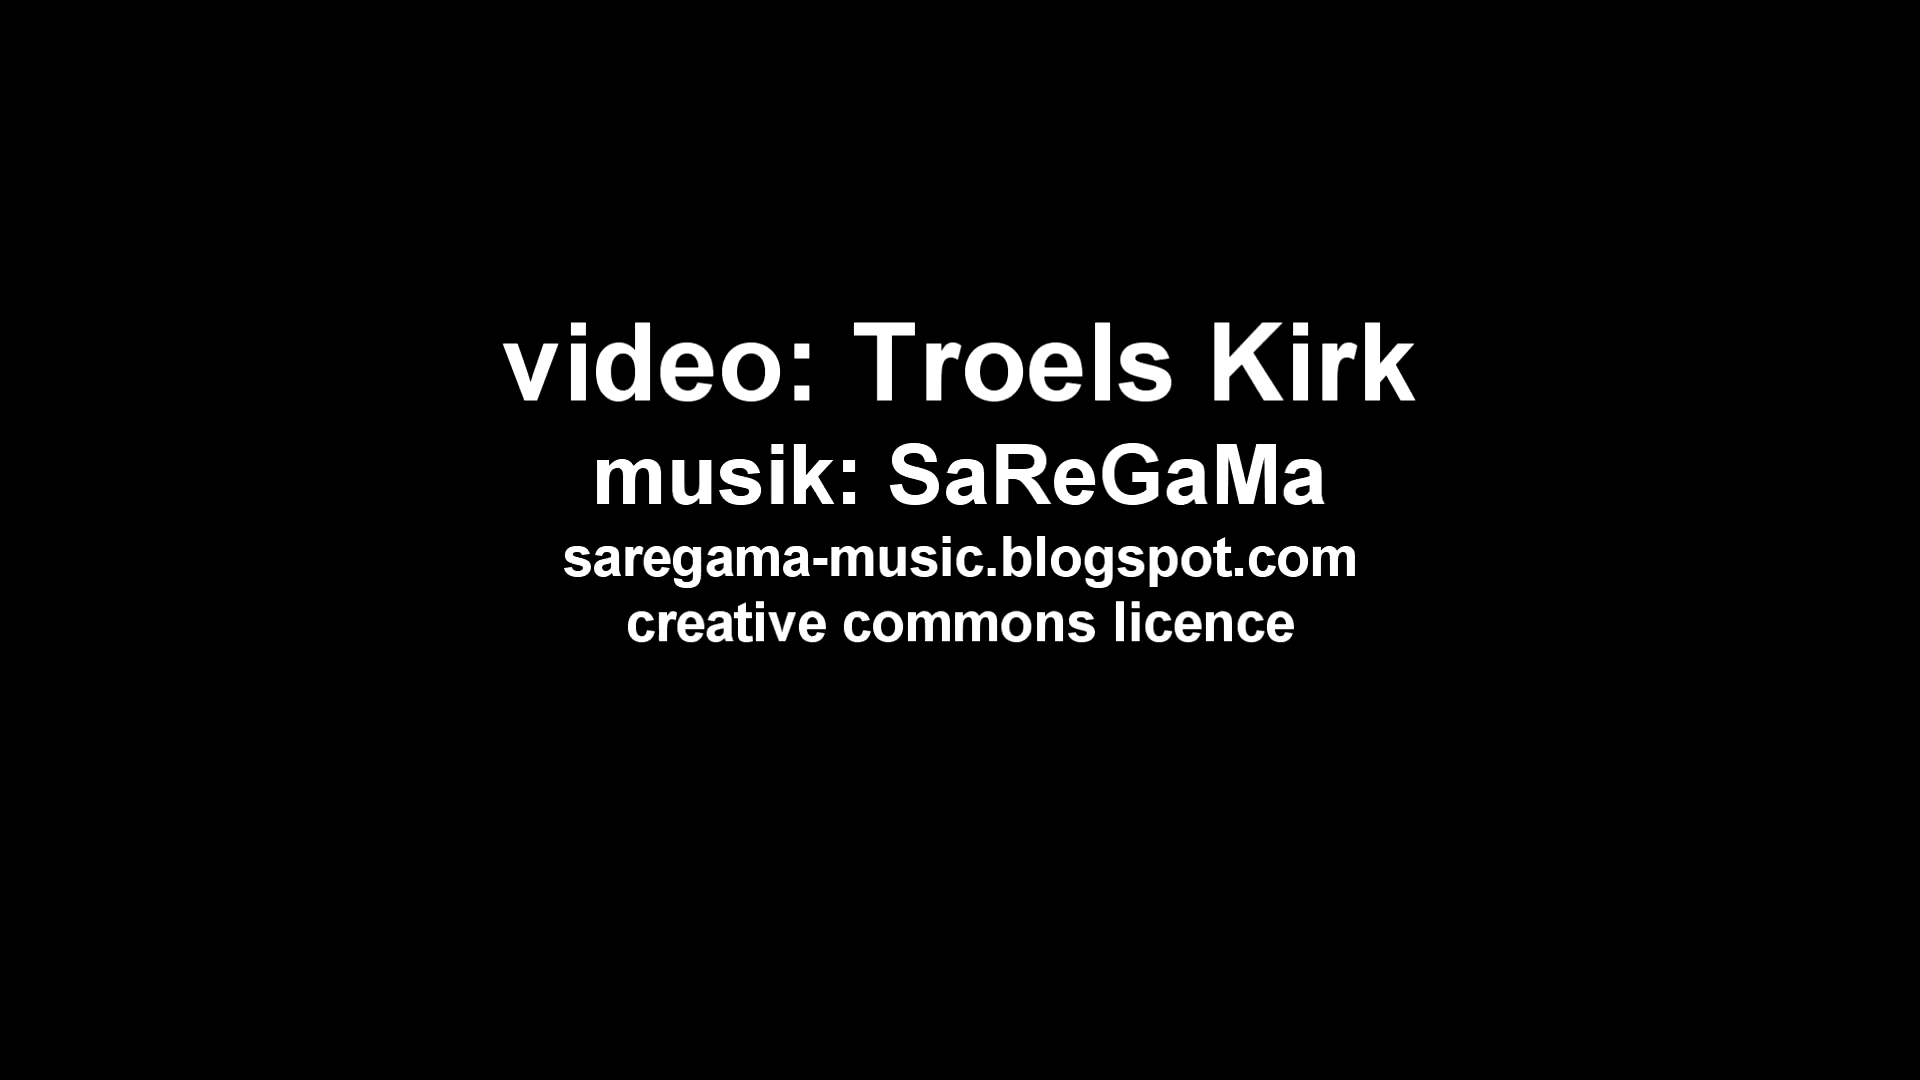 video: Troels Kirk
musik: SaReGaMa
saregama-music.blogspot.com
creative commons licence